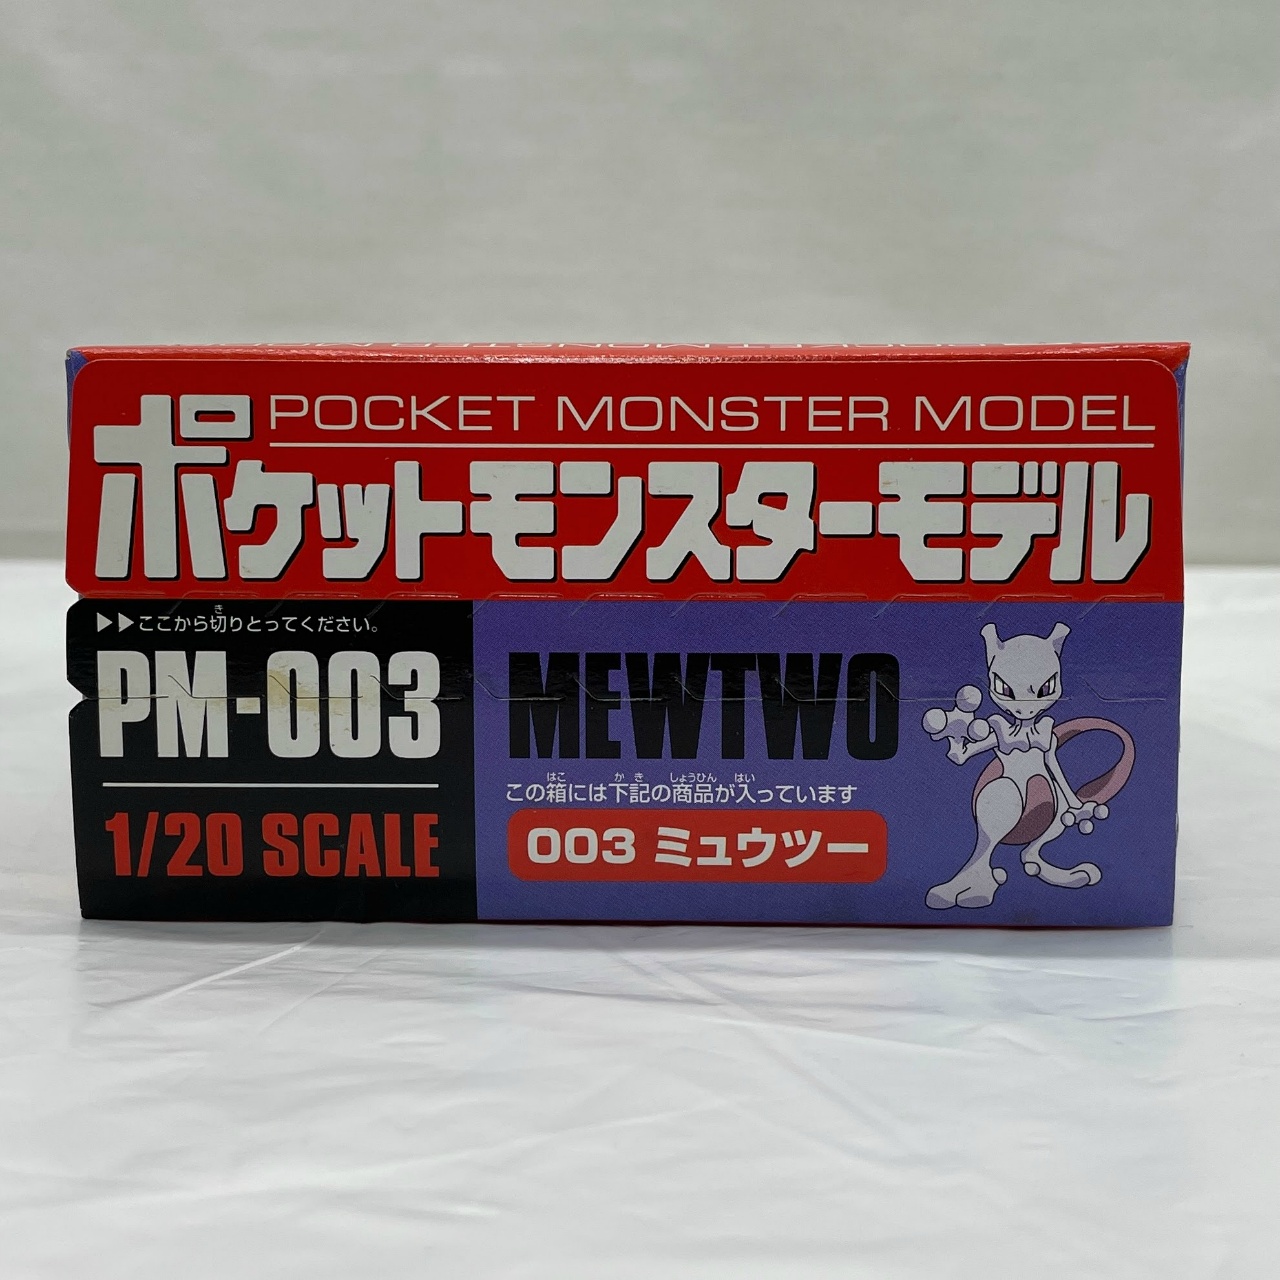 POCKET MONSTER MODEL
ポケットモンスターモデル
▶▶ここから切りとってください。
PM-003
1/20 SCALE
MEWTWO
この箱には下記の商品が入っています
003 ミュウツー